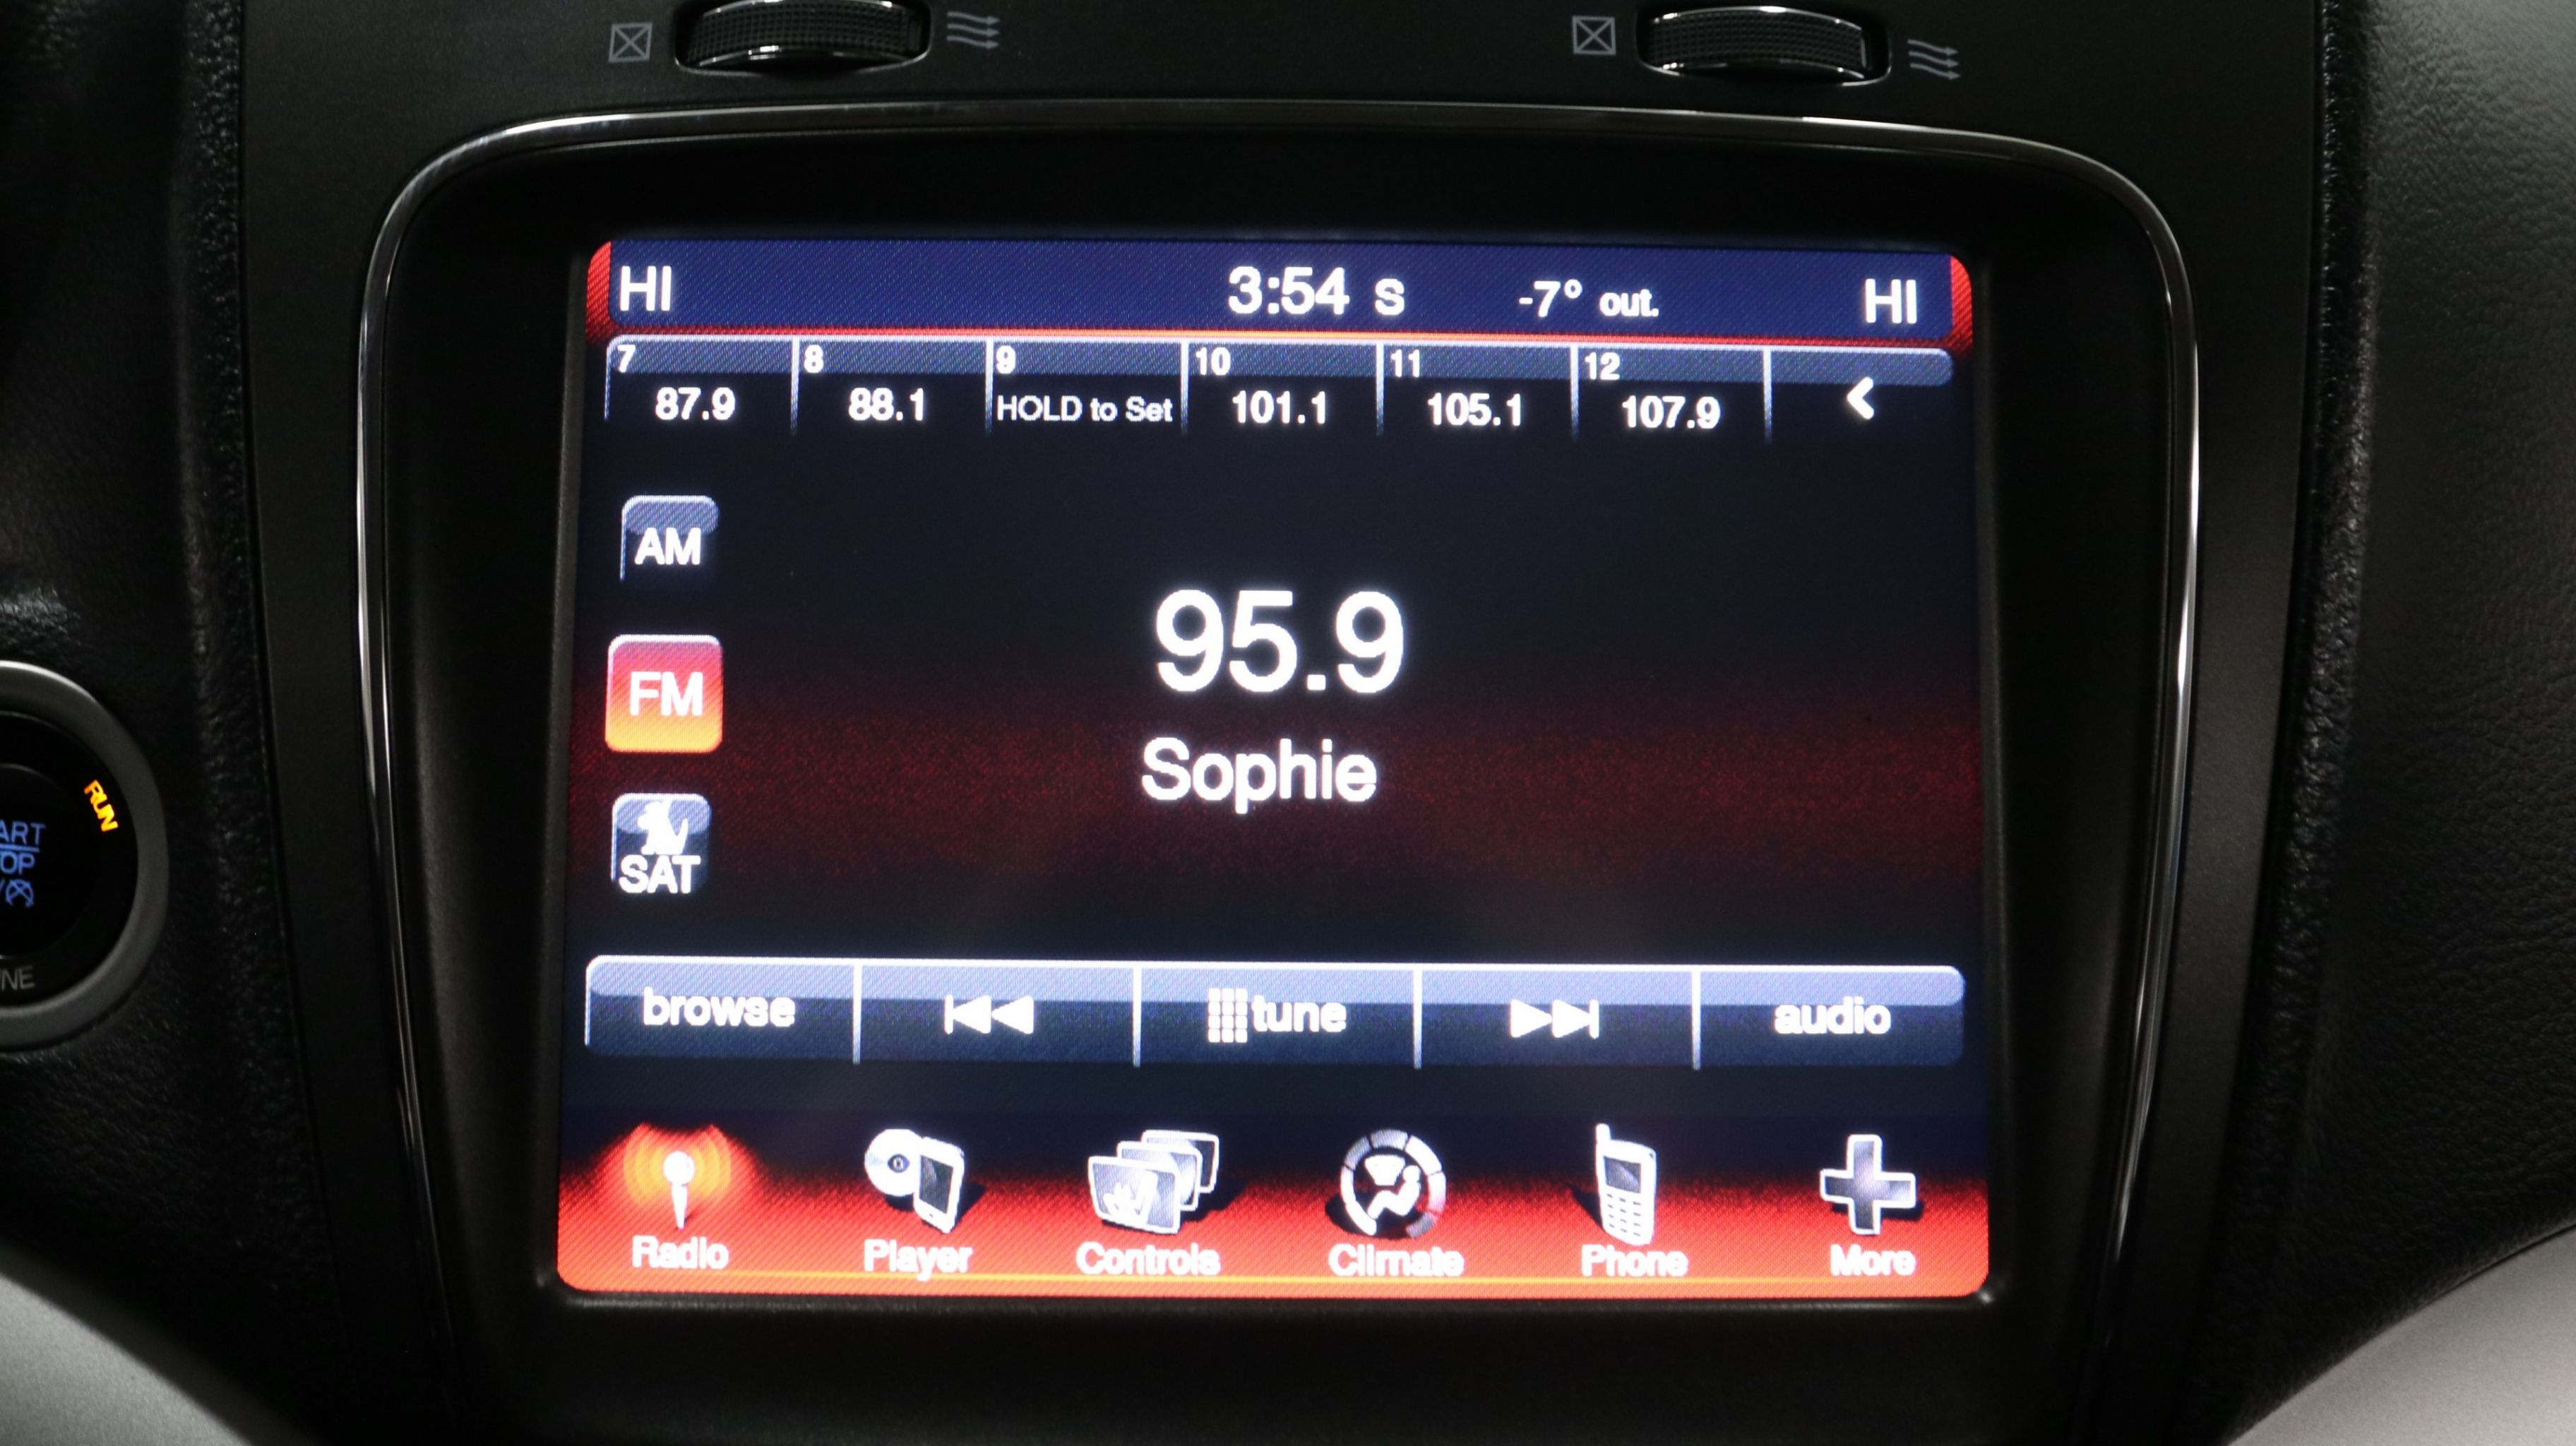 HI 3:54 S -7° out. HI
7 8 9 10 11 12
87.9 88.1 HOLD to Set 101.1 105.1 107.9
AM
95.9
FM
Sophie
RUN
SAT
browse tune audio
Radio Player Controls Climate Phone More